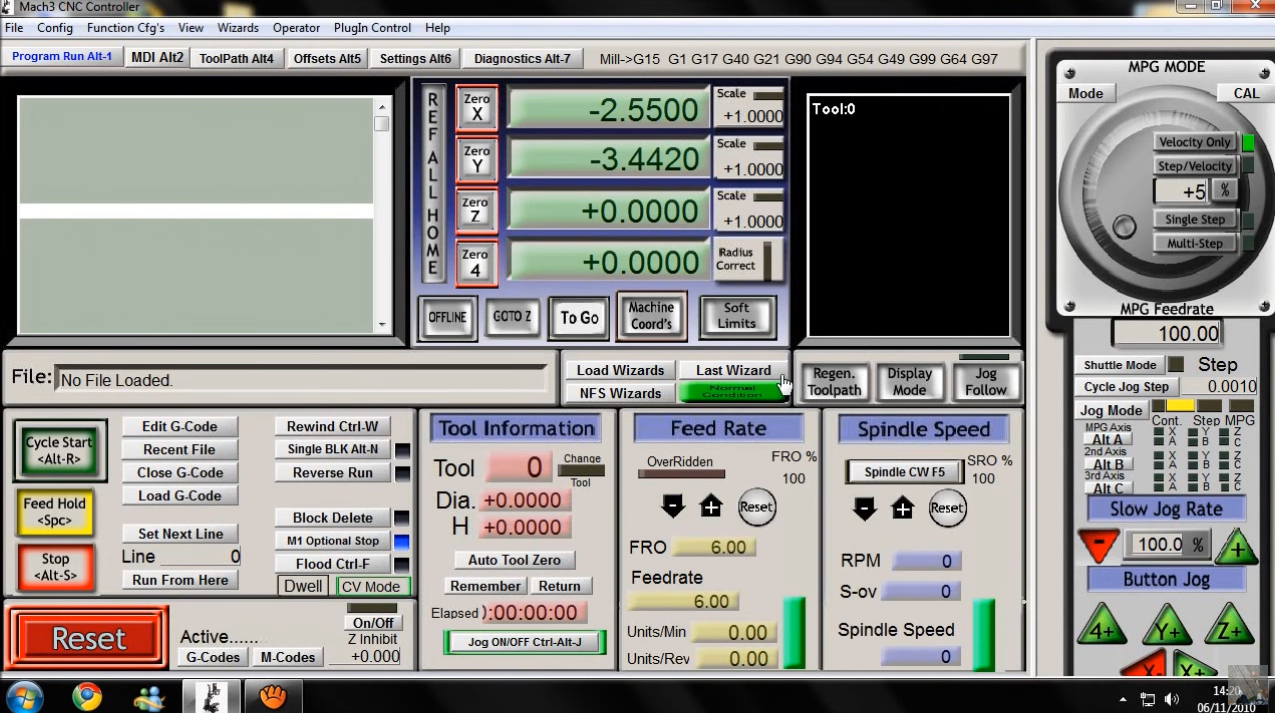 Mach3 CNC Controller
File Config Function Cfg's View Wizards Operator PlugIn Control Help
Program Run Alt-1 MDI Alt2 ToolPath Alt4 Offsets Alt5 Settings Alt6 Diagnostics Alt-7 Mill->G15 G1 G17 G40 G21 G90 G94 G54 G49 G99 G64 G97
REF ALL HOME
Zero X -2.5500 Scale +1.0000
Zero Y -3.4420 Scale +1.0000
Zero Z +0.0000 Scale +1.0000
Zero 4 +0.0000 Radius Correct
OFFLINE GOTO Z To Go Machine Coord's Soft Limits
Tool:0
MPG MODE
Mode CAL
Velocity Only
Step/Velocity
+5 %
Single Step
Multi-Step
MPG Feedrate
100.00
File: No File Loaded.
Load Wizards Last Wizard
NFS Wizards Normal Condition
Regen. Toolpath Display Mode Jog Follow
Shuttle Mode Step
Cycle Jog Step 0.0010
Jog Mode Cont. Step MPG
MPG Axis
Alt A X Y Z
A B C
2nd Axis
Alt B X Y Z
A B C
3rd Axis
Alt C X Y Z
A B C
Slow Jog Rate
- 100.0 % +
Button Jog
4+ Y+ Z+
X- X+
Cycle Start <Alt-R>
Feed Hold <Spc>
Stop <Alt-S>
Edit G-Code
Recent File
Close G-Code
Load G-Code
Set Next Line
Line 0
Run From Here
Rewind Ctrl-W
Single BLK Alt-N
Reverse Run
Block Delete
M1 Optional Stop
Flood Ctrl-F
Dwell CV Mode
Reset
Active......
G-Codes M-Codes
On/Off
Z Inhibit
+0.000
Tool Information
Tool 0 Change Tool
Dia. +0.0000
H +0.0000
Auto Tool Zero
Remember Return
Elapsed ):00:00:00
Jog ON/OFF Ctrl-Alt-J
Feed Rate
OverRidden FRO %
100
Reset
FRO 6.00
Feedrate
6.00
Units/Min 0.00
Units/Rev 0.00
Spindle Speed
Spindle CW F5 SRO %
100
Reset
RPM 0
S-ov 0
Spindle Speed
0
14:20
06/11/2010